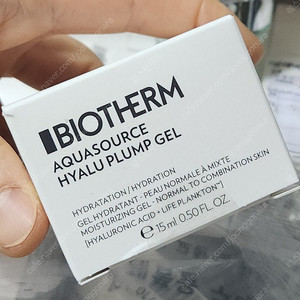 BIOTHERM
AQUASOURCE
HYALU PLUMP GEL
HYDRATATION / HYDRATION
GEL HYDRATANT - PEAU NORMALE À MIXTE
MOISTURIZING GEL - NORMAL TO COMBINATION SKIN
[HYALURONIC ACID + LIFE PLANKTON™]
℮ 15 ml 0.50 FL. OZ.